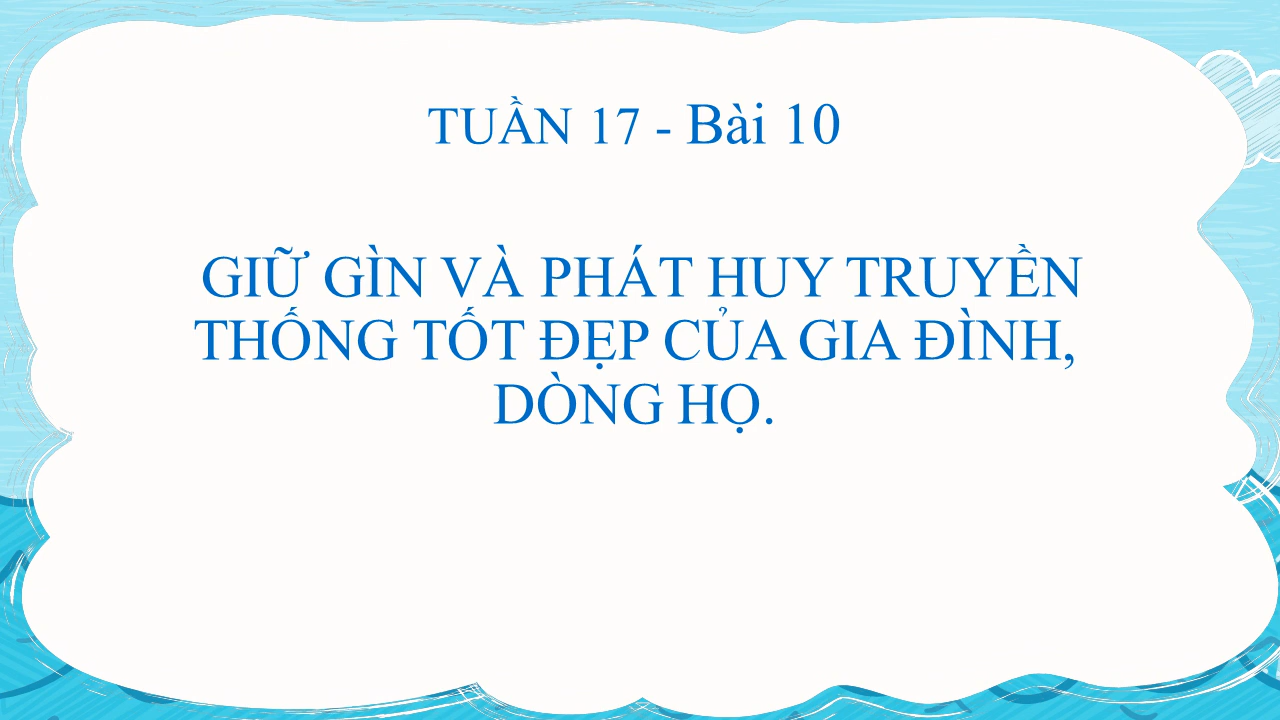 TUẦN 17 - Bài 10
GIỮ GÌN VÀ PHÁT HUY TRUYỀN
THỐNG TỐT ĐẸP CỦA GIA ĐÌNH,
DÒNG HỌ.